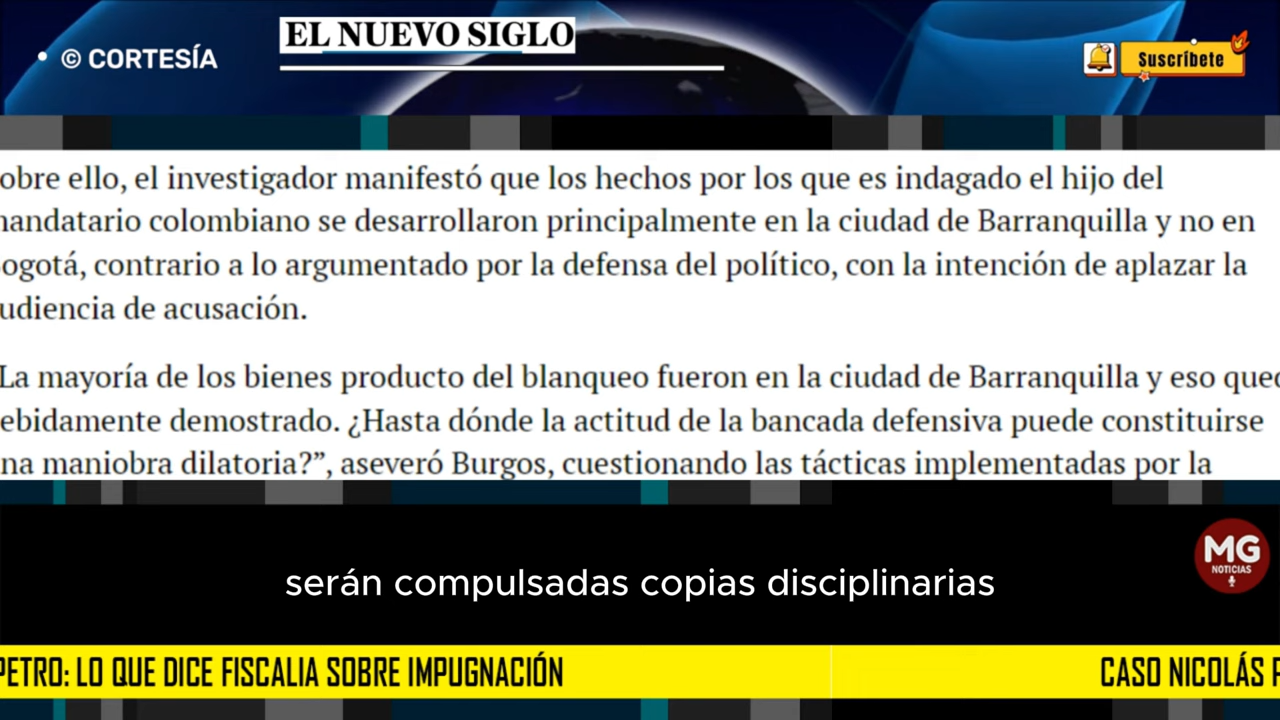 EL NUEVO SIGLO
• © CORTESÍA
Suscríbete
obre ello, el investigador manifestó que los hechos por los que es indagado el hijo del
mandatario colombiano se desarrollaron principalmente en la ciudad de Barranquilla y no en
ogotá, contrario a lo argumentado por la defensa del político, con la intención de aplazar la
udiencia de acusación.
La mayoría de los bienes producto del blanqueo fueron en la ciudad de Barranquilla y eso qued
ebidamente demostrado. ¿Hasta dónde la actitud de la bancada defensiva puede constituirse
na maniobra dilatoria?”, aseveró Burgos, cuestionando las tácticas implementadas por la
MG
NOTICIAS
serán compulsadas copias disciplinarias
PETRO: LO QUE DICE FISCALIA SOBRE IMPUGNACIÓN
CASO NICOLÁS P